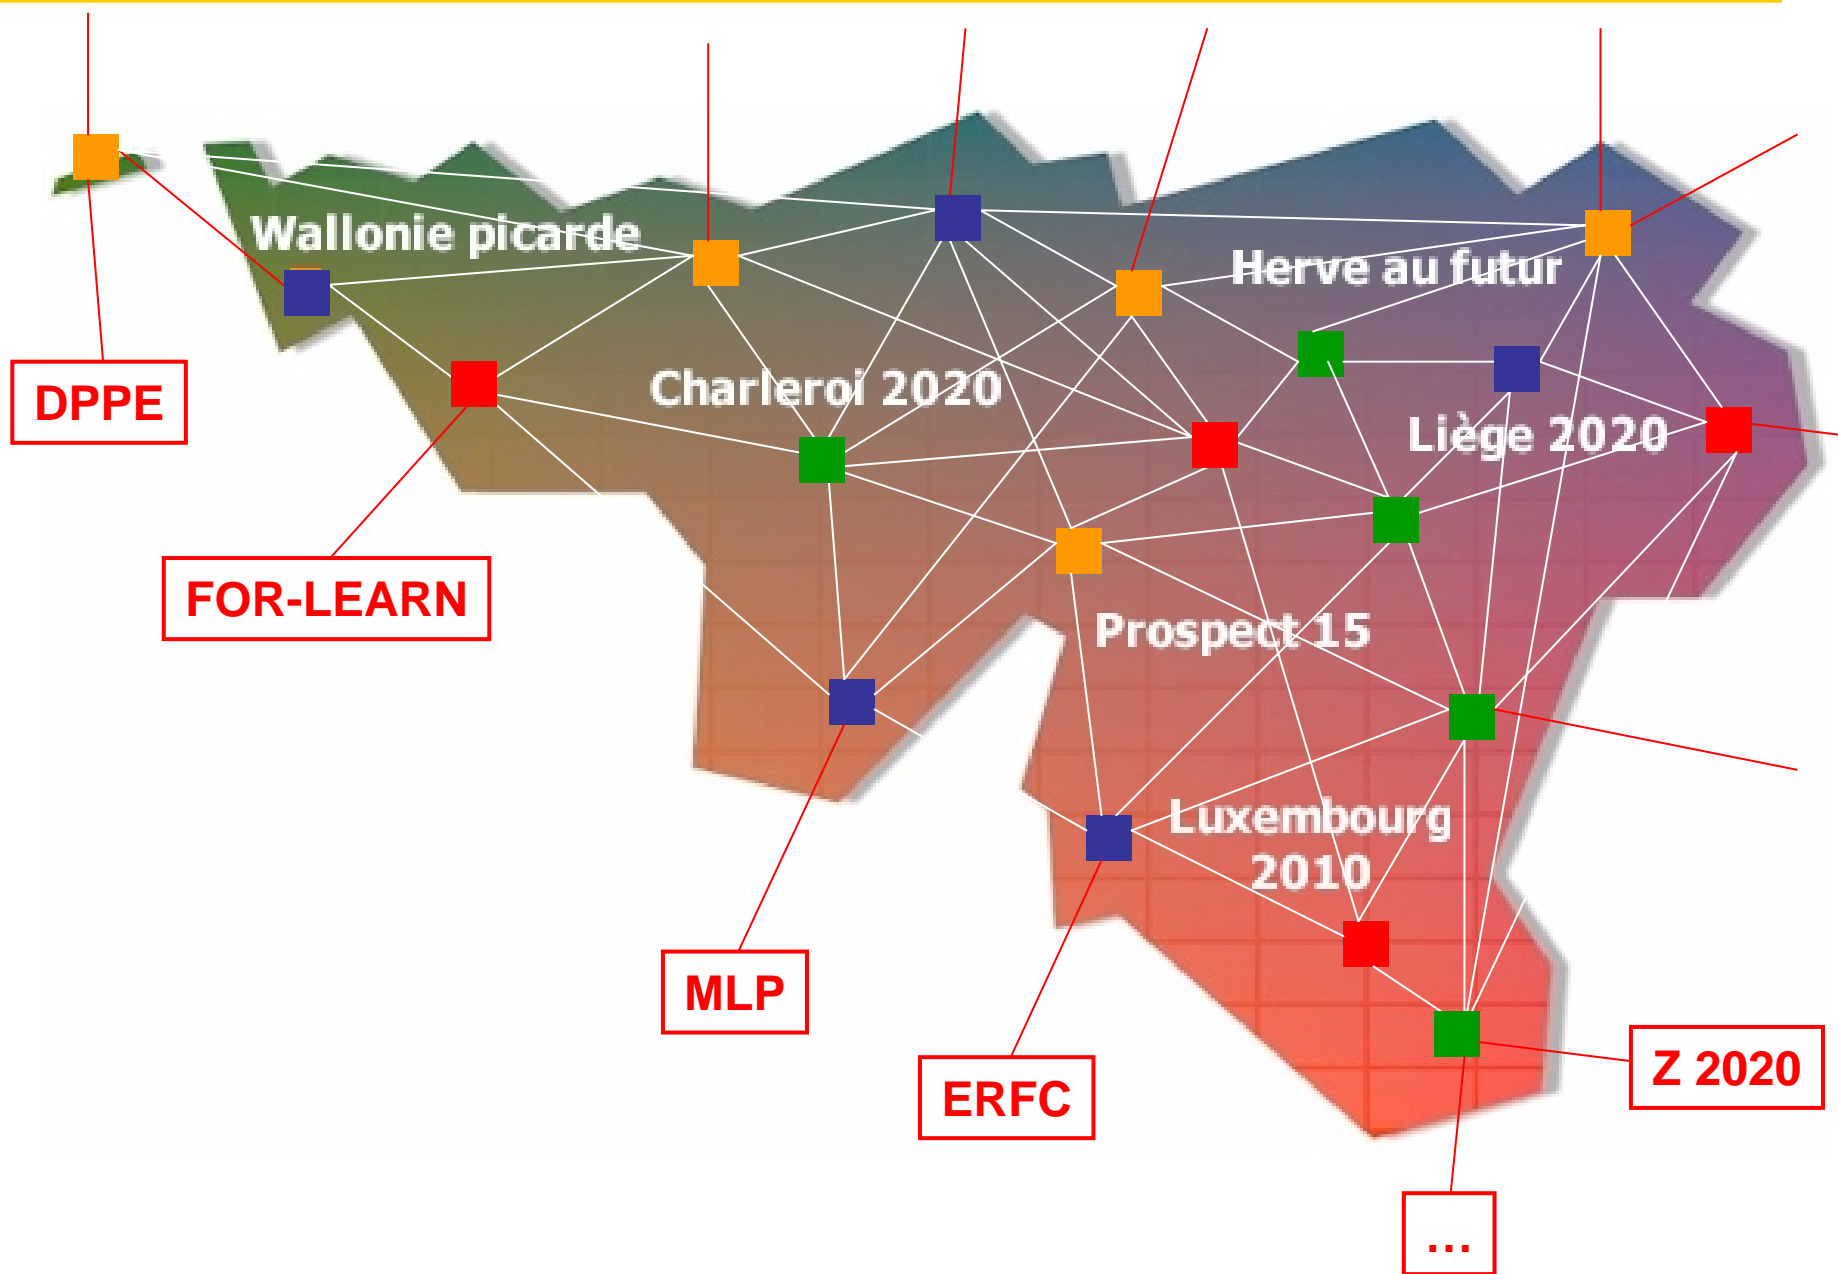 Wallonie picarde
Herve au futur
DPPE
Charleroi 2020
Liège 2020
FOR-LEARN
Prospect 15
Luxembourg
2010
MLP
ERFC
Z 2020
...